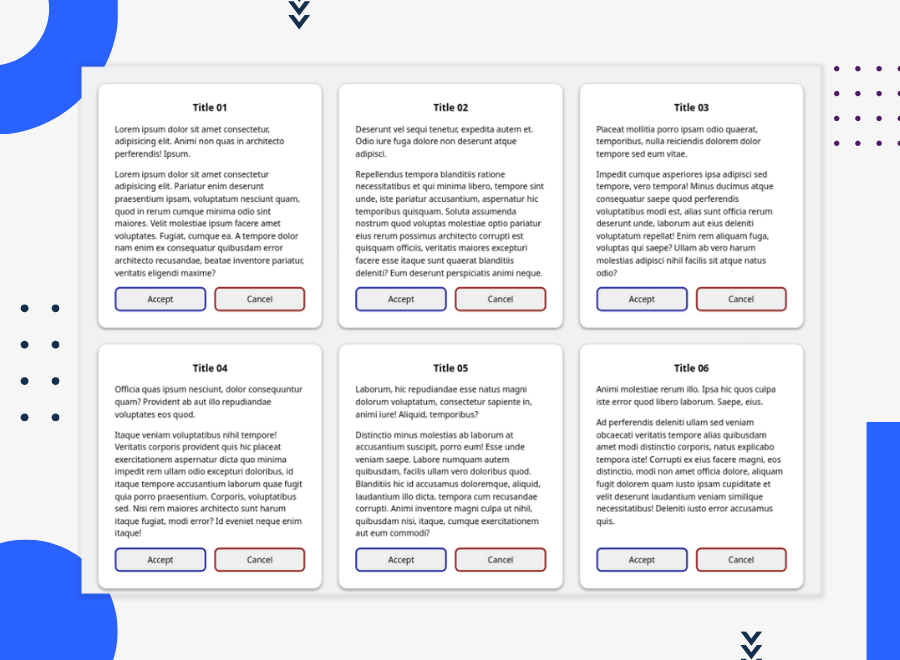 Title 01
Lorem ipsum dolor sit amet consectetur,
adipisicing elit. Animi non quas in architecto
perferendis! Ipsum.
Lorem ipsum dolor sit amet consectetur
adipisicing elit. Pariatur enim deserunt
praesentium ipsam, voluptatum nesciunt quam,
quod in rerum cumque minima odio sint
maiores. Velit molestiae ipsum facere amet
voluptates. Fugiat, cumque ea. A tempore dolor
nam enim ex consequatur quibusdam error
architecto recusandae, beatae inventore pariatur,
veritatis eligendi maxime?
Accept
Cancel
Title 02
Deserunt vel sequi tenetur, expedita autem et.
Odio iure fuga dolore non deserunt atque
adipisci.
Repellendus tempora blanditiis ratione
necessitatibus et qui minima libero, tempore sint
unde, iste pariatur accusantium, aspernatur hic
temporibus quisquam. Soluta assumenda
nostrum quod voluptas molestiae optio pariatur
eius rerum possimus architecto corrupti est
quisquam officiis, veritatis maiores excepturi
facere esse itaque sunt quaerat blanditiis
deleniti? Eum deserunt perspiciatis animi neque.
Accept
Cancel
Title 03
Placeat mollitia porro ipsam odio quaerat,
temporibus, nulla reiciendis dolorem dolor
tempore sed eum vitae.
Impedit cumque asperiores ipsa adipisci sed
tempore, vero tempora! Minus ducimus atque
consequatur saepe quod perferendis
voluptatibus modi est, alias sunt officia rerum
deserunt unde, laborum aut eius deleniti
voluptatum repellat! Enim rem aliquam fuga,
voluptas qui saepe? Ullam ab vero harum
molestias adipisci nihil facilis sit atque natus
odio?
Accept
Cancel
Title 04
Officia quas ipsum nesciunt, dolor consequuntur
quam? Provident ab aut illo repudiandae
voluptates eos quod.
Itaque veniam voluptatibus nihil tempore!
Veritatis corporis provident quis hic placeat
exercitationem aspernatur dicta quo minima
impedit rem ullam odio excepturi doloribus, id
itaque tempore accusantium laborum quae fugit
quia porro praesentium. Corporis, voluptatibus
sed. Nisi rem maiores architecto sunt harum
itaque fugiat, modi error? Id eveniet neque enim
itaque!
Accept
Cancel
Title 05
Laborum, hic repudiandae esse natus magni
dolorum voluptatum, consectetur sapiente in,
animi iure! Aliquid, temporibus?
Distinctio minus molestias ab laborum at
accusantium suscipit, porro eum! Esse unde
veniam saepe. Labore numquam autem
quibusdam, facilis ullam vero doloribus quod.
Blanditiis hic id accusamus doloremque, aliquid,
laudantium illo dicta, tempora cum recusandae
corrupti. Animi inventore magni culpa ut nihil,
quibusdam nisi, itaque, cumque exercitationem
aut eum commodi?
Accept
Cancel
Title 06
Animi molestiae rerum illo. Ipsa hic quos culpa
iste error quod libero laborum. Saepe, eius.
Ad perferendis deleniti ullam sed veniam
obcaecati veritatis tempore alias quibusdam
amet modi distinctio corporis, natus explicabo
tempora iste! Corrupti ex eius facere magni, eos
distinctio, modi non amet officia dolore, aliquam
fugit dolorem quam iusto ipsam cupiditate et
velit deserunt laudantium veniam similique
necessitatibus! Deleniti iusto error accusamus
quis.
Accept
Cancel